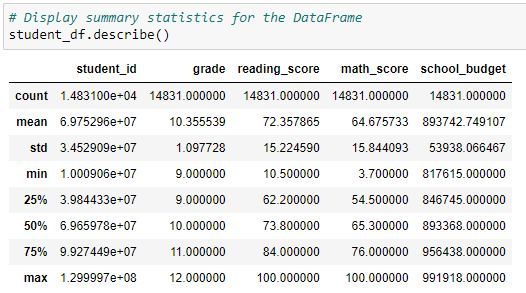 # Display summary statistics for the DataFrame
student_df.describe()
student_id grade reading_score math_score school_budget
count 1.483100e+04 14831.000000 14831.000000 14831.000000 14831.000000
mean 6.975296e+07 10.355539 72.357865 64.675733 893742.749107
std 3.452909e+07 1.097728 15.224590 15.844093 53938.066467
min 1.000906e+07 9.000000 10.500000 3.700000 817615.000000
25% 3.984433e+07 9.000000 62.200000 54.500000 846745.000000
50% 6.965978e+07 10.000000 73.800000 65.300000 893368.000000
75% 9.927449e+07 11.000000 84.000000 76.000000 956438.000000
max 1.299997e+08 12.000000 100.000000 100.000000 991918.000000